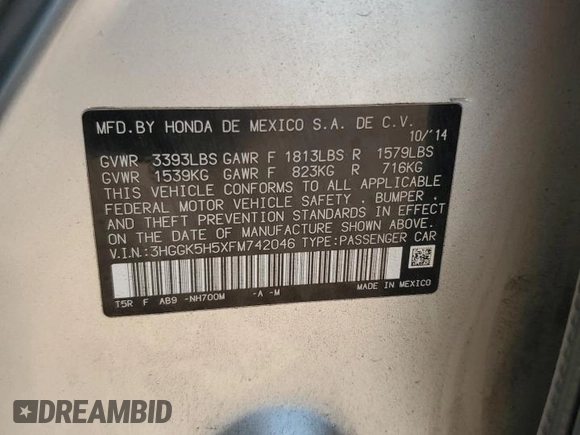 MFD.BY HONDA DE MEXICO S.A. DE C.V.
10/'14
GVWR 3393LBS GAWR F 1813LBS R 1579LBS
GVWR 1539KG GAWR F 823KG R 716KG
THIS VEHICLE CONFORMS TO ALL APPLICABLE
FEDERAL MOTOR VEHICLE SAFETY , BUMPER ,
AND THEFT PREVENTION STANDARDS IN EFFECT
ON THE DATE OF MANUFACTURE SHOWN ABOVE.
V.I.N:3HGGK5H5XFM742046 TYPE:PASSENGER CAR
T5R F AB9 -NH700M -A -M
MADE IN MEXICO
DREAMBID